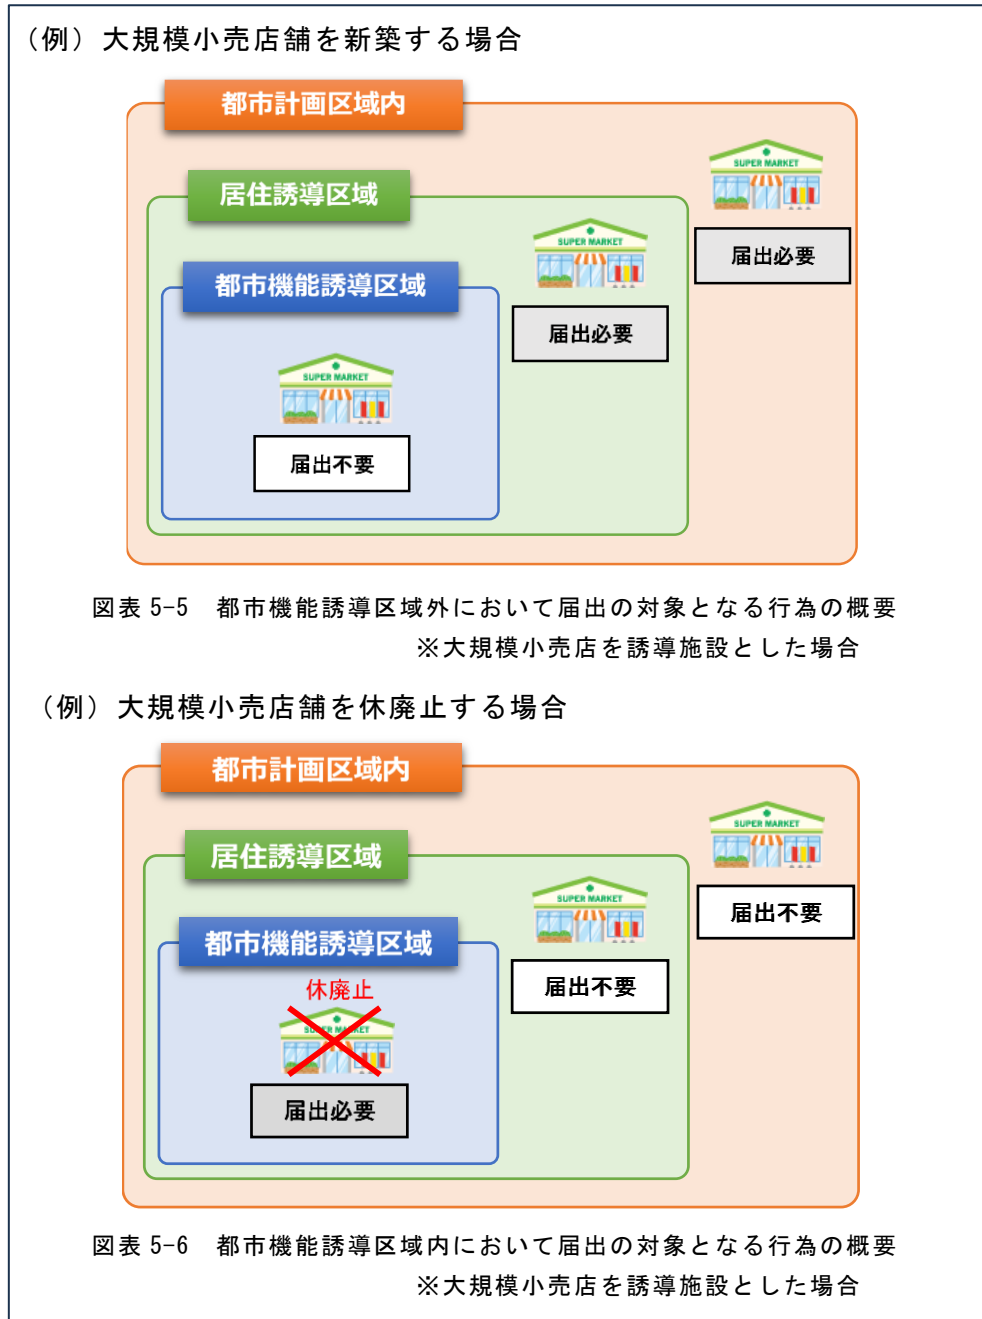 （例）大規模小売店舗を新築する場合
都市計画区域内
SUPER MARKET
居住誘導区域
SUPER MARKET
届出必要
都市機能誘導区域
届出必要
SUPER MARKET
届出不要
図表 5-5　都市機能誘導区域外において届出の対象となる行為の概要
※大規模小売店を誘導施設とした場合
（例）大規模小売店舗を休廃止する場合
都市計画区域内
SUPER MARKET
居住誘導区域
SUPER MARKET
届出不要
都市機能誘導区域
届出不要
休廃止
SUPER MARKET
届出必要
図表 5-6　都市機能誘導区域内において届出の対象となる行為の概要
※大規模小売店を誘導施設とした場合